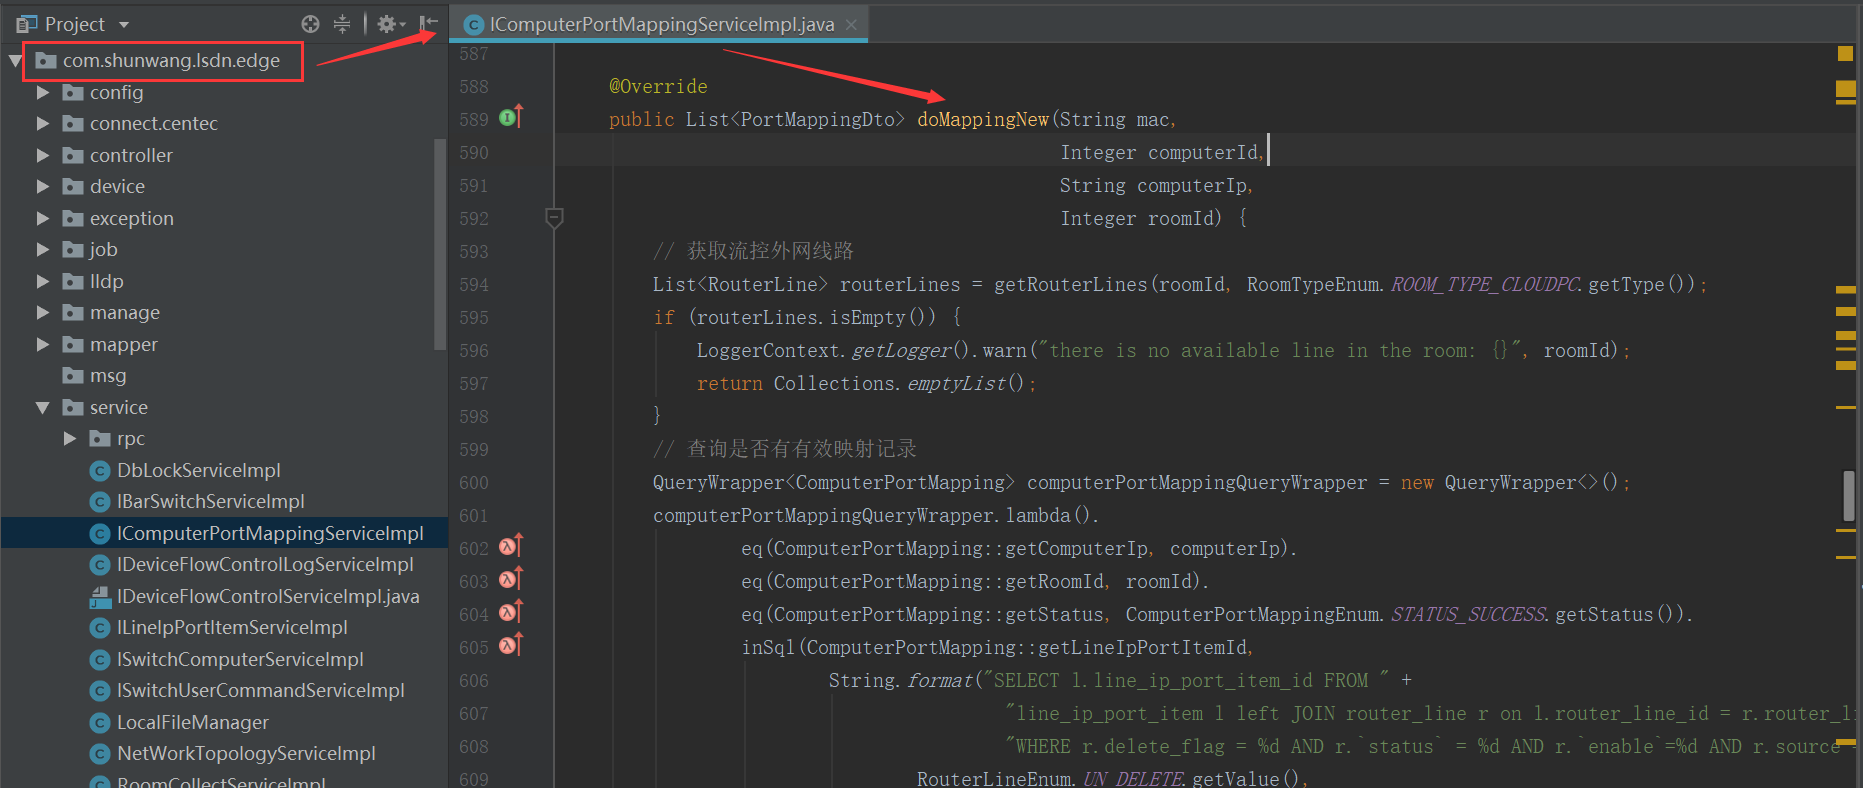 Project
com.shunwang.lsdn.edge
config
connect.centec
controller
device
exception
job
lldp
manage
mapper
msg
service
rpc
DbLockServiceImpl
IBarSwitchServiceImpl
IComputerPortMappingServiceImpl
IDeviceFlowControlLogServiceImpl
IDeviceFlowControlServiceImpl.java
ILineIpPortItemServiceImpl
ISwitchComputerServiceImpl
ISwitchUserCommandServiceImpl
LocalFileManager
NetWorkTopologyServiceImpl
RoomCollectServiceImpl
IComputerPortMappingServiceImpl.java
587
588 @Override
589 public List<PortMappingDto> doMappingNew(String mac,
590 Integer computerId,
591 String computerIp,
592 Integer roomId) {
593 // 获取流控外网线路
594 List<RouterLine> routerLines = getRouterLines(roomId, RoomTypeEnum.ROOM_TYPE_CLOUDPC.getType());
595 if (routerLines.isEmpty()) {
596 LoggerContext.getLogger().warn("there is no available line in the room: {}", roomId);
597 return Collections.emptyList();
598 }
599 // 查询是否有有效映射记录
600 QueryWrapper<ComputerPortMapping> computerPortMappingQueryWrapper = new QueryWrapper<>();
601 computerPortMappingQueryWrapper.lambda().
602 eq(ComputerPortMapping::getComputerIp, computerIp).
603 eq(ComputerPortMapping::getRoomId, roomId).
604 eq(ComputerPortMapping::getStatus, ComputerPortMappingEnum.STATUS_SUCCESS.getStatus()).
605 inSql(ComputerPortMapping::getLineIpPortItemId,
606 String.format("SELECT l.line_ip_port_item_id FROM " +
607 "line_ip_port_item l left JOIN router_line r on l.router_line_id = r.router_li
608 "WHERE r.delete_flag = %d AND r.`status` = %d AND r.`enable`=%d AND r.source =
609 RouterLineEnum.UN_DELETE.getValue(),